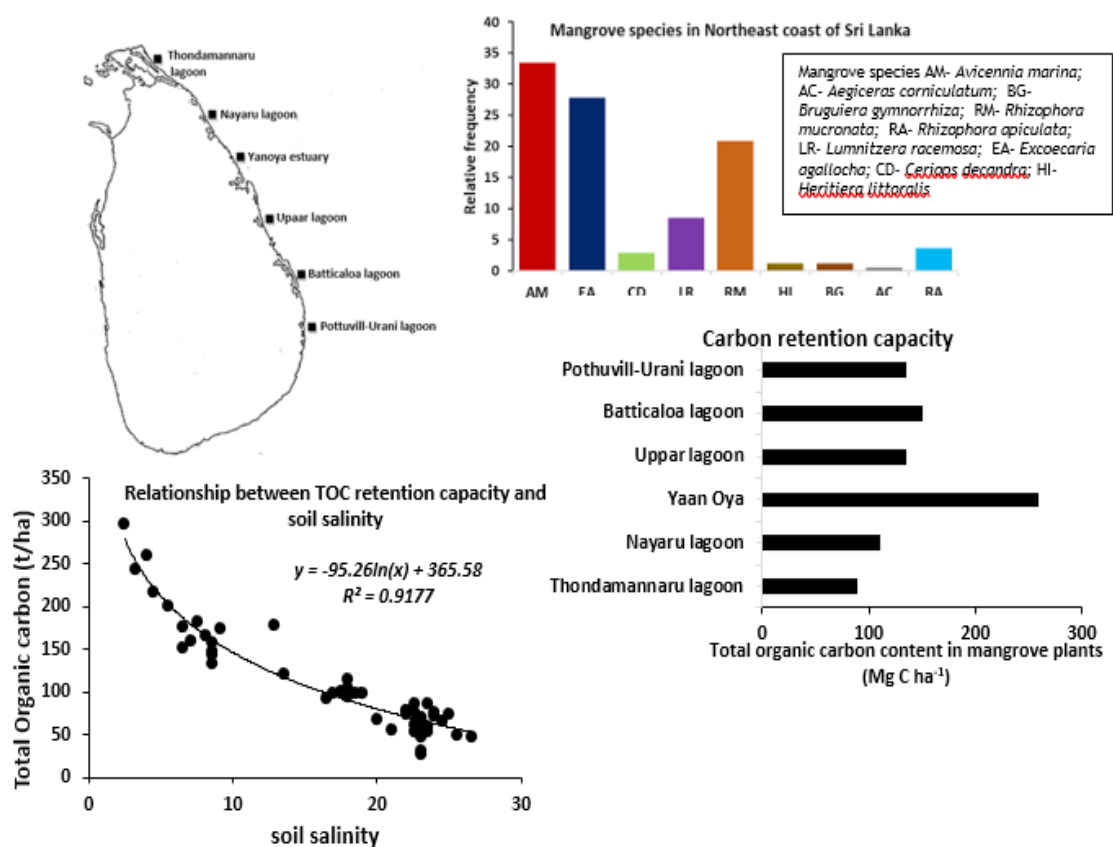 Thondamannaru
lagoon
Nayaru lagoon
Yanoya estuary
Upaar lagoon
Batticaloa lagoon
Pottuvill-Urani lagoon
Mangrove species in Northeast coast of Sri Lanka
Relative frequency
40
35
30
25
20
15
10
5
0
AM EA CD LR RM HI BG AC RA
Mangrove species AM- Avicennia marina;
AC- Aegiceras corniculatum; BG-
Bruguiera gymnorrhiza; RM- Rhizophora
mucronata; RA- Rhizophora apiculata;
LR- Lumnitzera racemosa; EA- Excoecaria
agallocha; CD- Ceriops decandra; HI-
Heritiera littoralis
Carbon retention capacity
Pothuvill-Urani lagoon
Batticaloa lagoon
Uppar lagoon
Yaan Oya
Nayaru lagoon
Thondamannaru lagoon
0 100 200 300
Total organic carbon content in mangrove plants
(Mg C ha⁻¹)
Relationship between TOC retention capacity and
soil salinity
y = -95.26ln(x) + 365.58
R² = 0.9177
Total Organic carbon (t/ha)
350
300
250
200
150
100
50
0
0 10 20 30
soil salinity